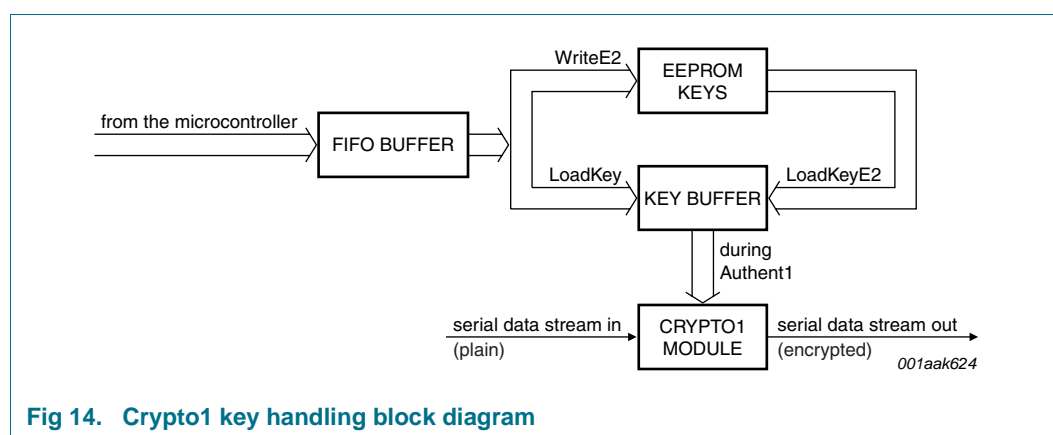 WriteE2
EEPROM
KEYS
from the microcontroller
FIFO BUFFER
LoadKey
KEY BUFFER
LoadKeyE2
during
Authent1
serial data stream in
(plain)
CRYPTO1
MODULE
serial data stream out
(encrypted)
001aak624
Fig 14. Crypto1 key handling block diagram